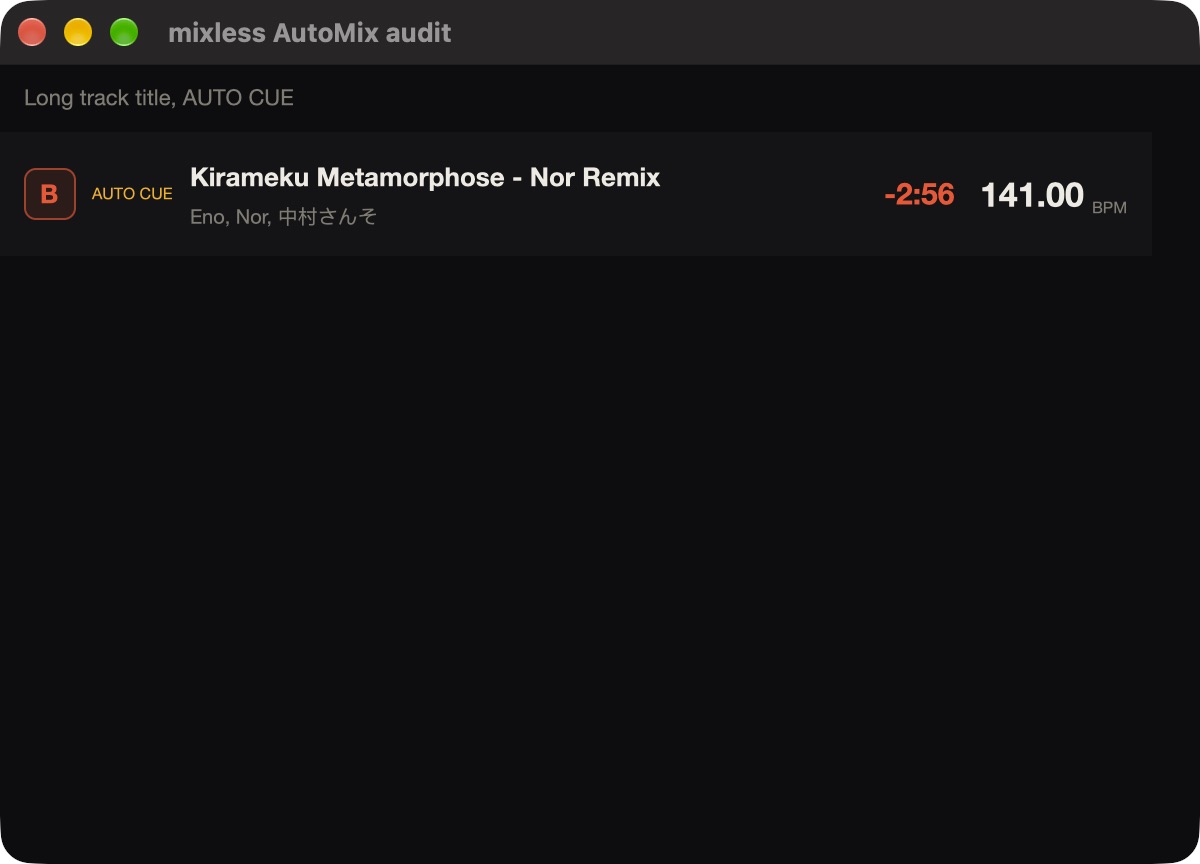 mixless AutoMix audit
Long track title, AUTO CUE
B AUTO CUE Kirameku Metamorphose - Nor Remix -2:56 141.00 BPM
Eno, Nor, 中村さんそ